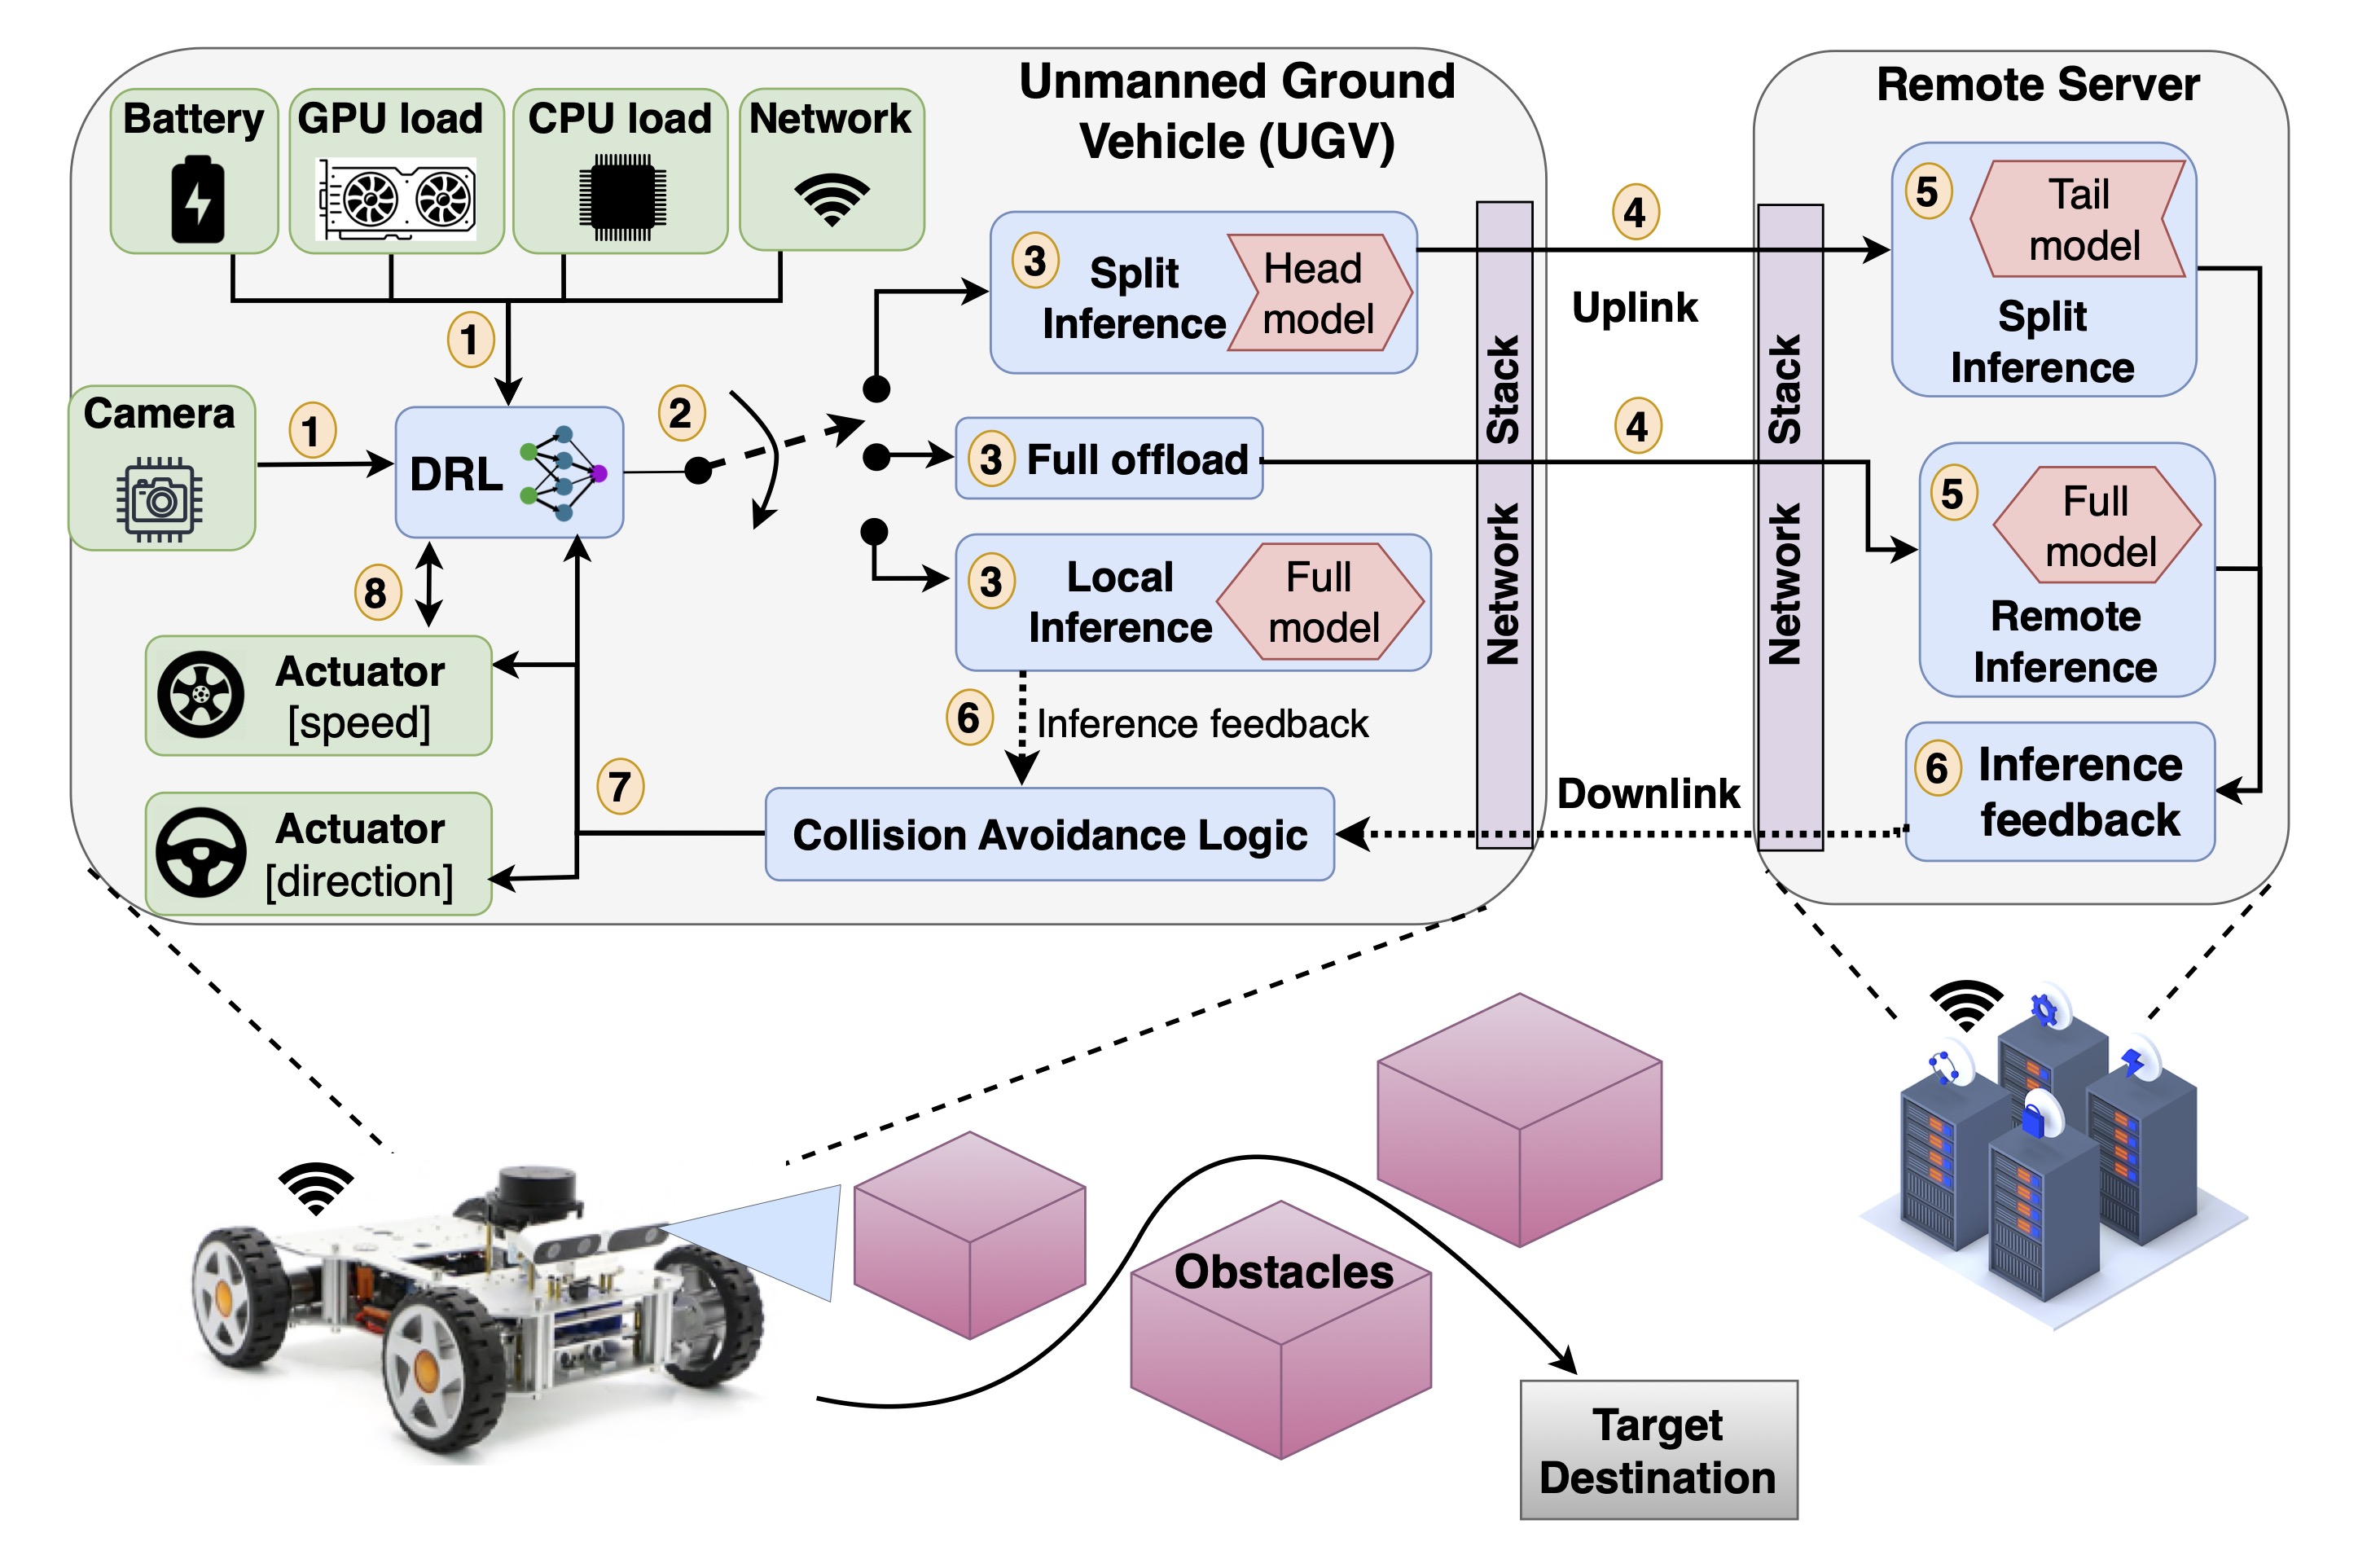 Unmanned Ground
Vehicle (UGV)
Battery
GPU load
CPU load
Network
1
Camera
1
DRL
2
3
Split
Inference
Head
model
3
Full offload
3
Local
Inference
Full
model
6
Inference feedback
8
Actuator
[speed]
7
Actuator
[direction]
Collision Avoidance Logic
Network Stack
4
Uplink
4
Downlink
Network Stack
Remote Server
5
Tail
model
Split
Inference
5
Full
model
Remote
Inference
6
Inference
feedback
Obstacles
Target
Destination